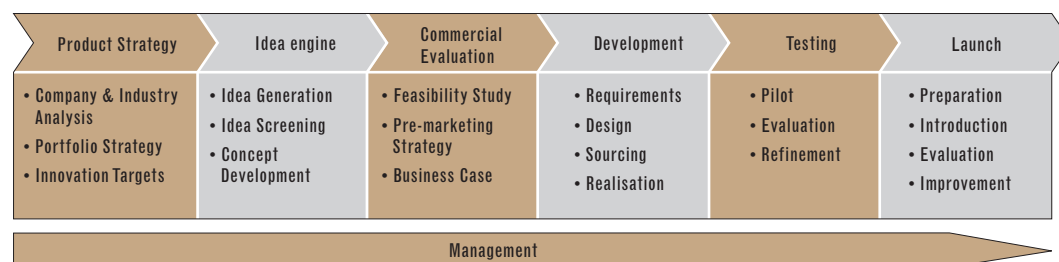 Product Strategy
Idea engine
Commercial
Evaluation
Development
Testing
Launch
• Company & Industry
Analysis
• Portfolio Strategy
• Innovation Targets
• Idea Generation
• Idea Screening
• Concept
Development
• Feasibility Study
• Pre-marketing
Strategy
• Business Case
• Requirements
• Design
• Sourcing
• Realisation
• Pilot
• Evaluation
• Refinement
• Preparation
• Introduction
• Evaluation
• Improvement
Management